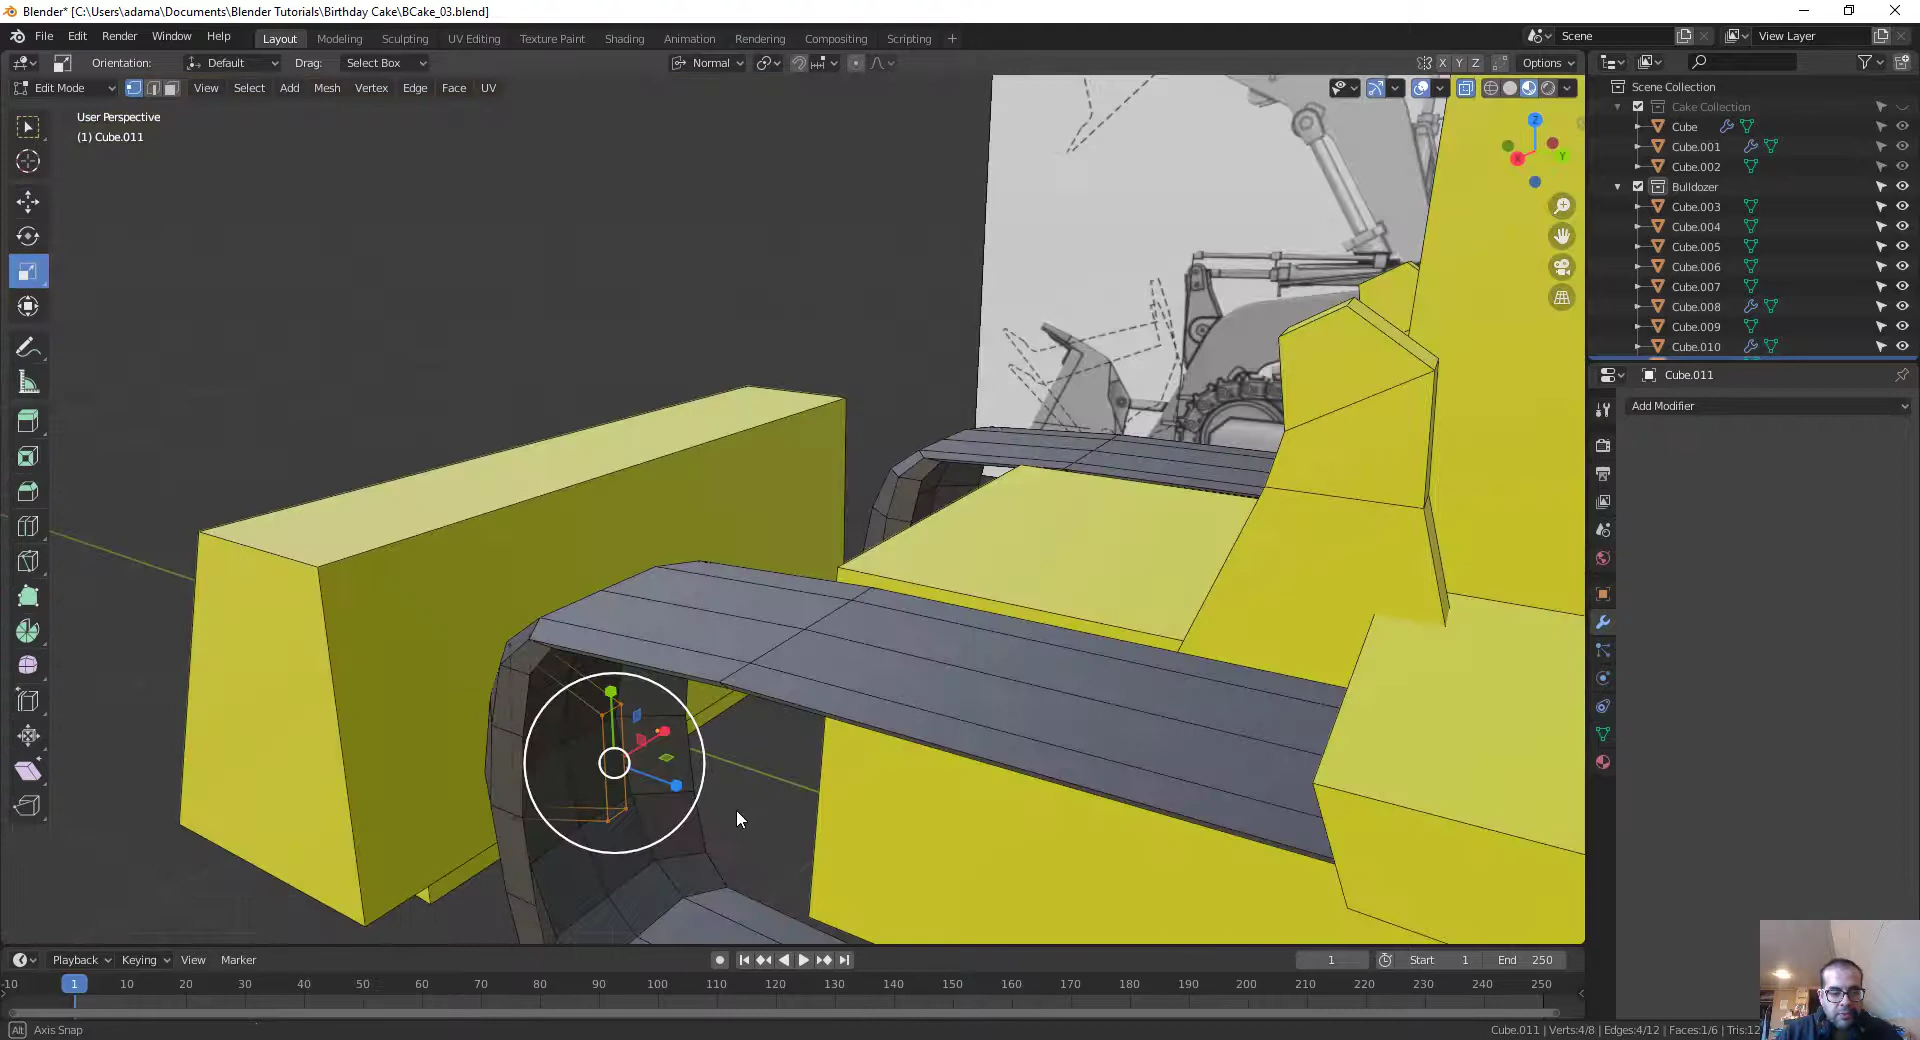 Blender* [C:\Users\adama\Documents\Blender Tutorials\Birthday Cake\BCake_03.blend]
File Edit Render Window Help Layout Modeling Sculpting UV Editing Texture Paint Shading Animation Rendering Compositing Scripting + Scene View Layer
Orientation: Default Drag: Select Box Normal X Y Z Options
Edit Mode View Select Add Mesh Vertex Edge Face UV
User Perspective
(1) Cube.011
Z
X
Y
Scene Collection
Cake Collection
Cube
Cube.001
Cube.002
Bulldozer
Cube.003
Cube.004
Cube.005
Cube.006
Cube.007
Cube.008
Cube.009
Cube.010
Cube.011
Add Modifier
Playback Keying View Marker 1 Start 1 End 250
-10 1 10 20 30 40 50 60 70 80 90 100 110 120 130 140 150 160 170 180 190 200 210 220 230 240 250
Alt Axis Snap Cube.011 | Verts:4/8 | Edges:4/12 | Faces:1/6 | Tris:12